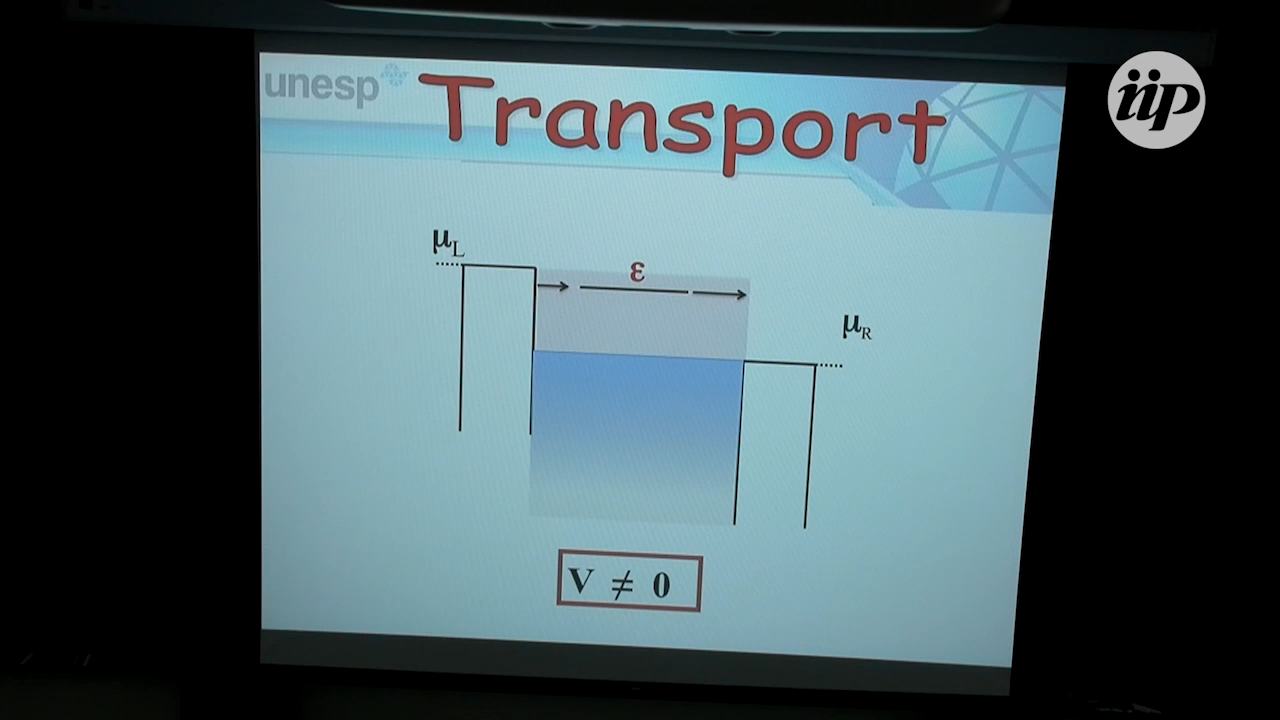 unesp
Transport
iip
μL
ε
μR
V ≠ 0